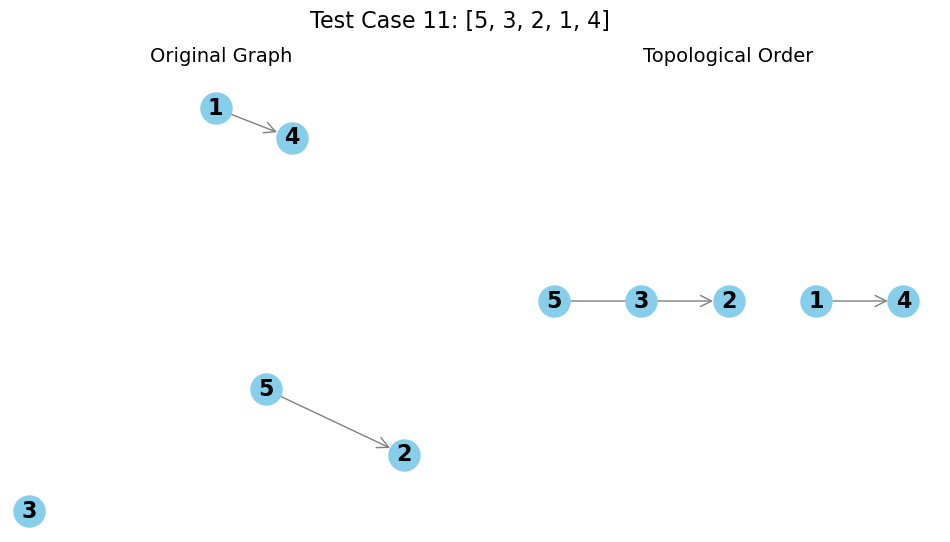 Test Case 11: [5, 3, 2, 1, 4]
Original Graph
1
4
5
2
3
Topological Order
5 3 2 1 4